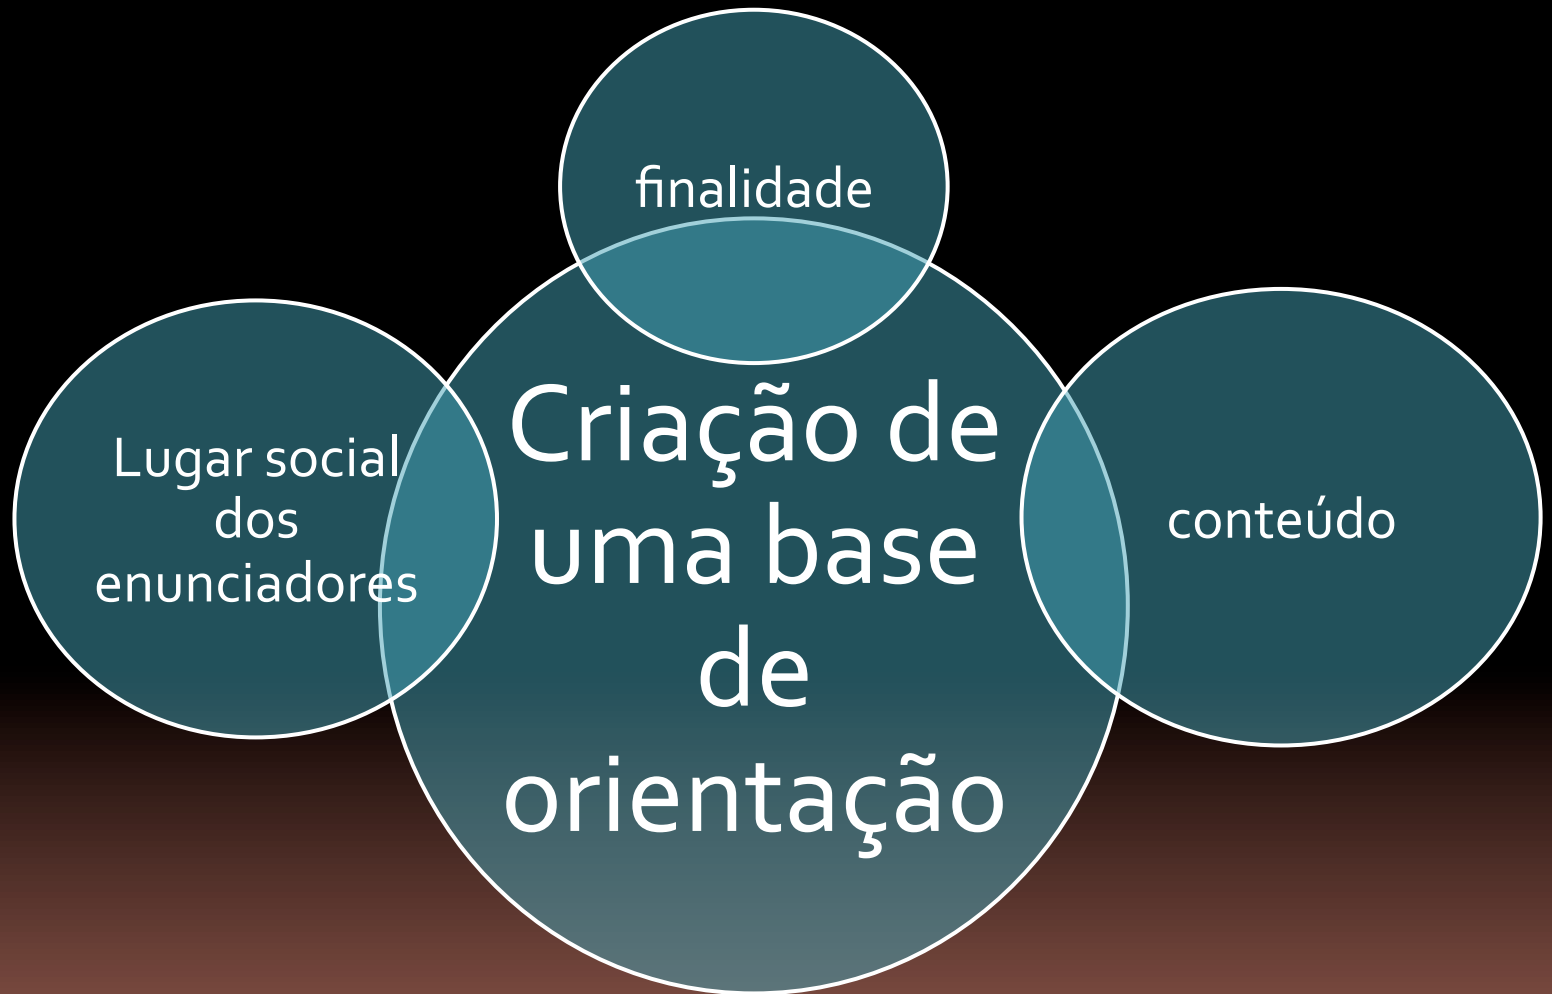 finalidade
Lugar social
dos
enunciadores
Criação de
uma base
de
orientação
conteúdo